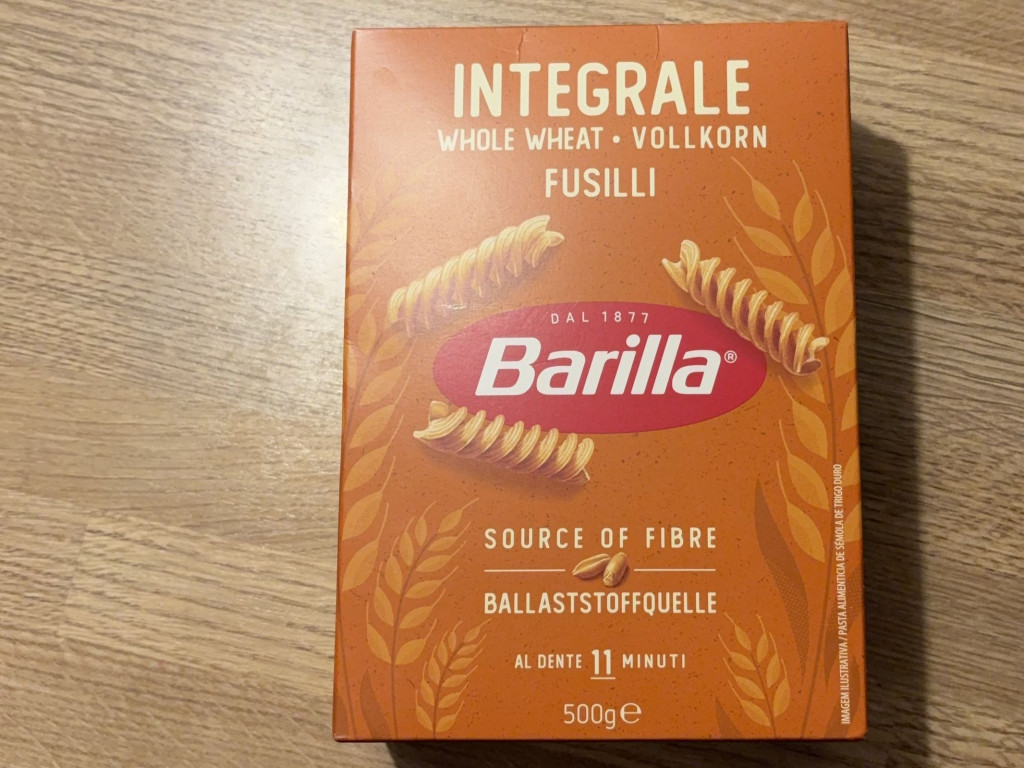 INTEGRALE
WHOLE WHEAT • VOLLKORN
FUSILLI
DAL 1877
Barilla®
SOURCE OF FIBRE
BALLASTSTOFFQUELLE
AL DENTE 11 MINUTI
500g℮
IMAGEM ILUSTRATIVA / PASTA ALIMENTICIA DE SÊMOLA DE TRIGO DURO